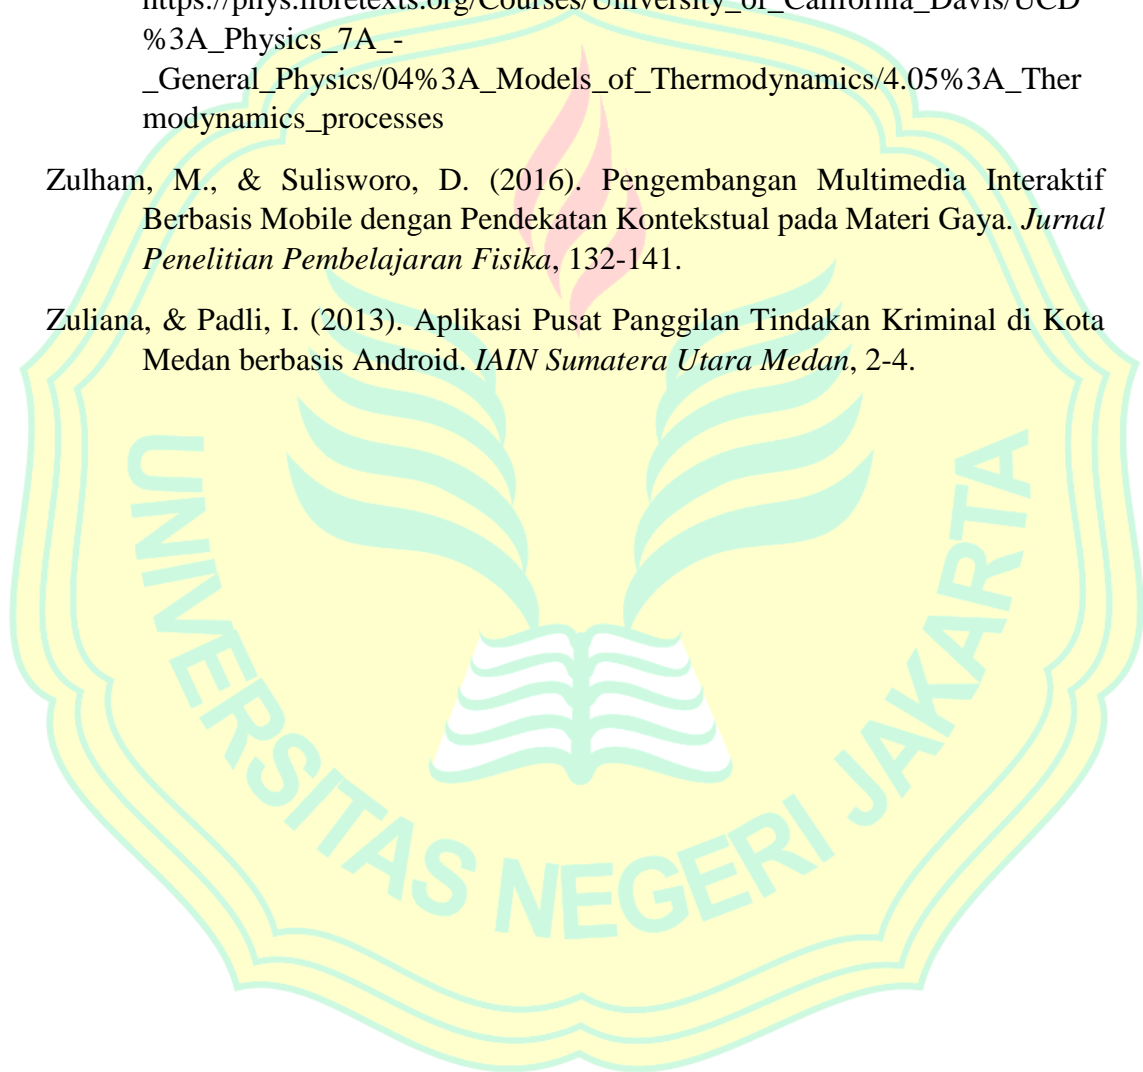 https://phys.libretexts.org/Courses/University_of_California_Davis/UCD
%3A_Physics_7A_-
_General_Physics/04%3A_Models_of_Thermodynamics/4.05%3A_Ther
modynamics_processes
Zulham, M., & Sulisworo, D. (2016). Pengembangan Multimedia Interaktif
Berbasis Mobile dengan Pendekatan Kontekstual pada Materi Gaya. Jurnal
Penelitian Pembelajaran Fisika, 132-141.
Zuliana, & Padli, I. (2013). Aplikasi Pusat Panggilan Tindakan Kriminal di Kota
Medan berbasis Android. IAIN Sumatera Utara Medan, 2-4.
UNIVERSITAS NEGERI JAKARTA